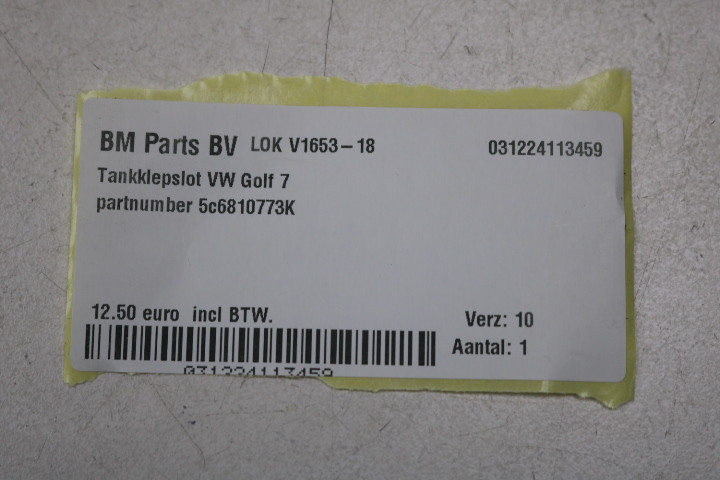 BM Parts BV LOK V1653-18 031224113459
Tankklepslot VW Golf 7
partnumber 5c6810773K
12.50 euro incl BTW.
Verz: 10
Aantal: 1
031224113459